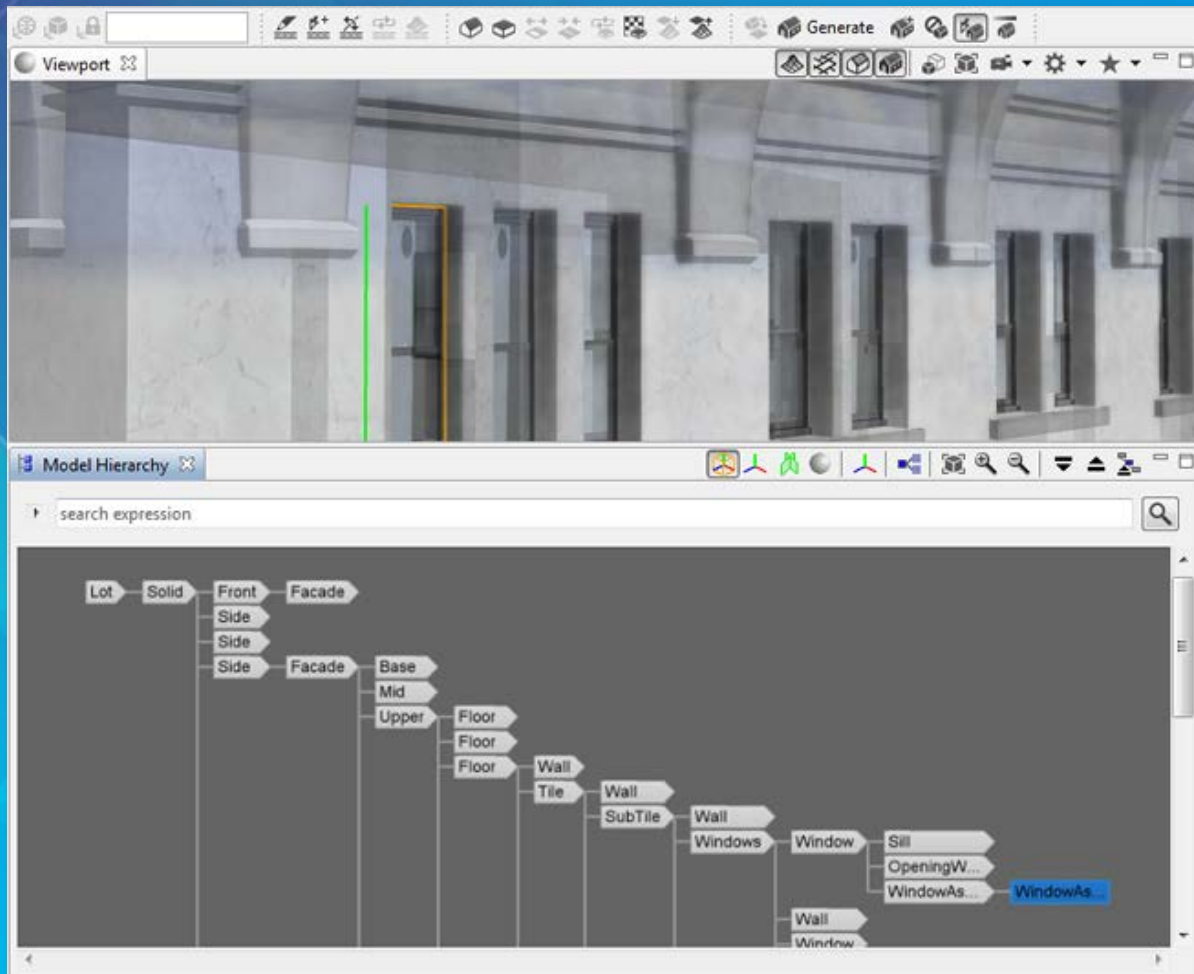 Generate
Viewport
Model Hierarchy
search expression
Lot Solid Front Facade
Side
Side
Side Facade Base
Mid
Upper Floor
Floor
Floor Wall
Tile Wall
SubTile Wall
Windows Window Sill
OpeningW...
WindowAs... WindowAs...
Wall
Window